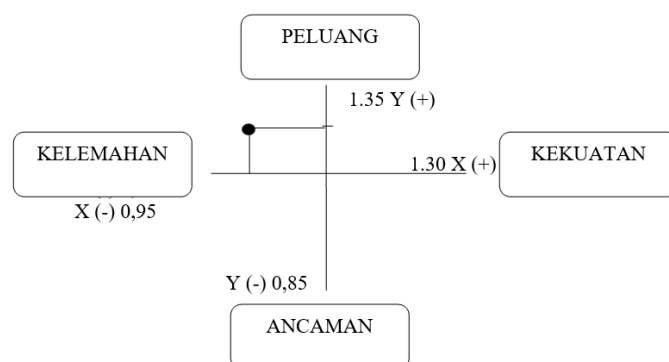 PELUANG
1.35 Y (+)
KELEMAHAN
1.30 X (+)
KEKUATAN
X (-) 0,95
Y (-) 0,85
ANCAMAN